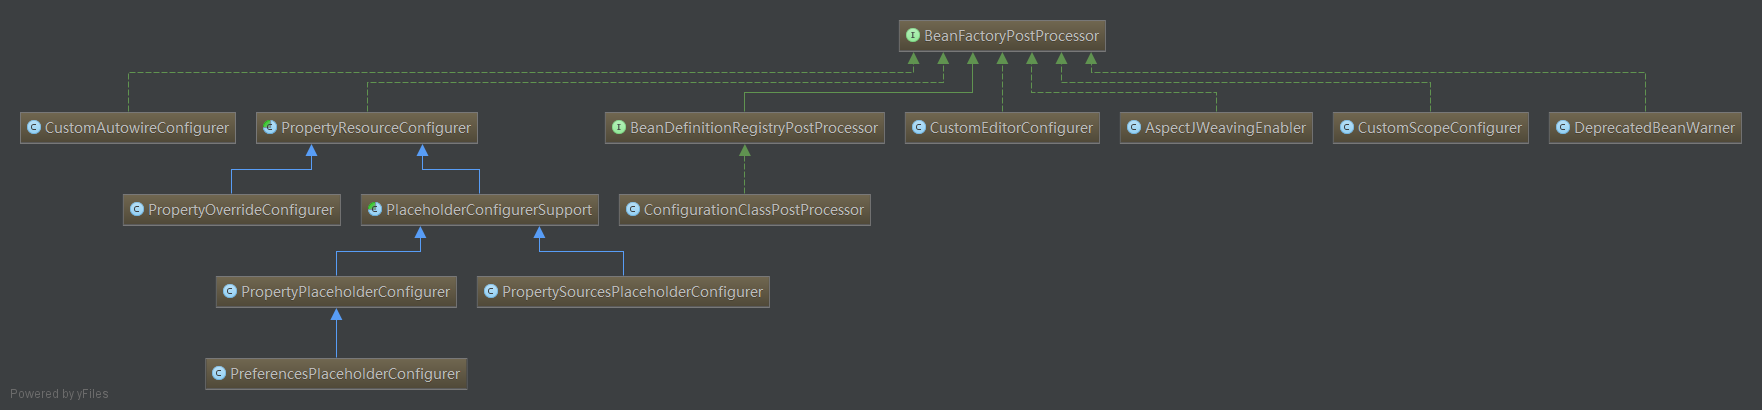 I BeanFactoryPostProcessor
C CustomAutowireConfigurer
C PropertyResourceConfigurer
I BeanDefinitionRegistryPostProcessor
C CustomEditorConfigurer
C AspectJWeavingEnabler
C CustomScopeConfigurer
C DeprecatedBeanWarner
C PropertyOverrideConfigurer
C PlaceholderConfigurerSupport
C ConfigurationClassPostProcessor
C PropertyPlaceholderConfigurer
C PropertySourcesPlaceholderConfigurer
C PreferencesPlaceholderConfigurer
Powered by yFiles